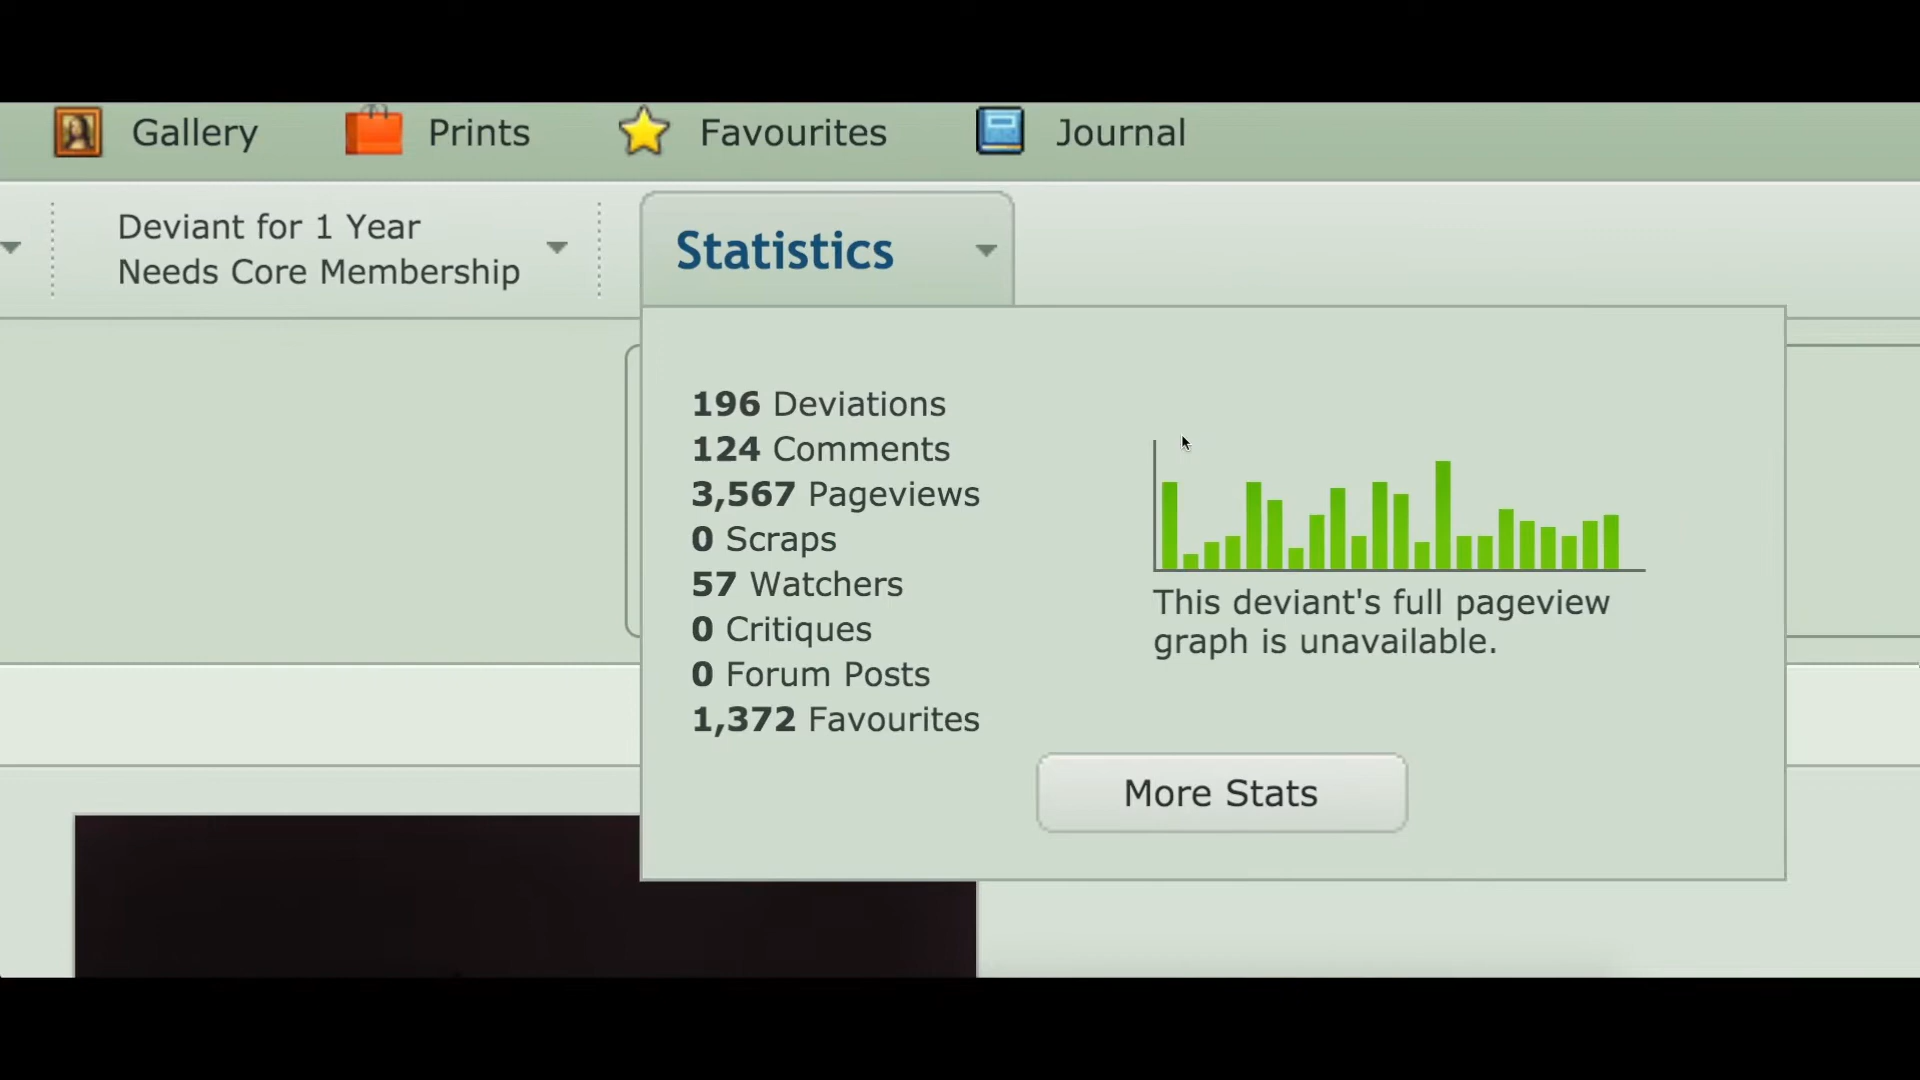 Gallery Prints Favourites Journal
Deviant for 1 Year
Needs Core Membership
Statistics
196 Deviations
124 Comments
3,567 Pageviews
0 Scraps
57 Watchers
0 Critiques
0 Forum Posts
1,372 Favourites
This deviant's full pageview
graph is unavailable.
More Stats